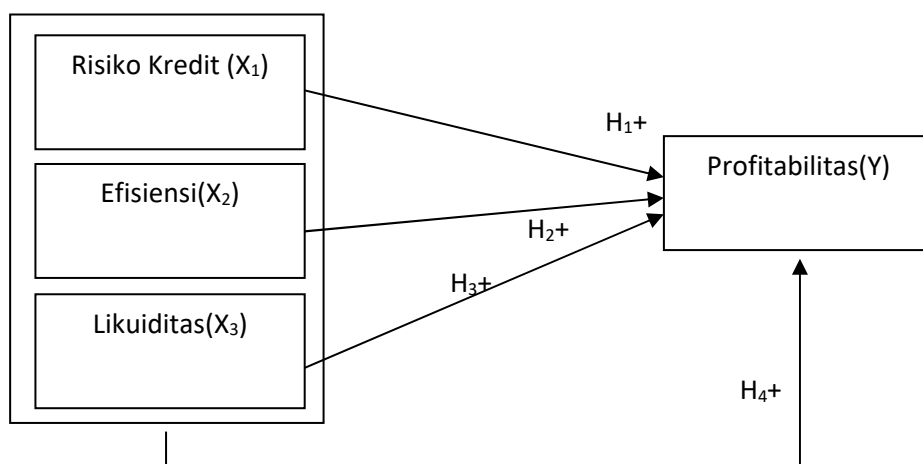 Risiko Kredit (X₁)
H₁+
Profitabilitas(Y)
Efisiensi(X₂)
H₂+
H₃+
Likuiditas(X₃)
H₄+